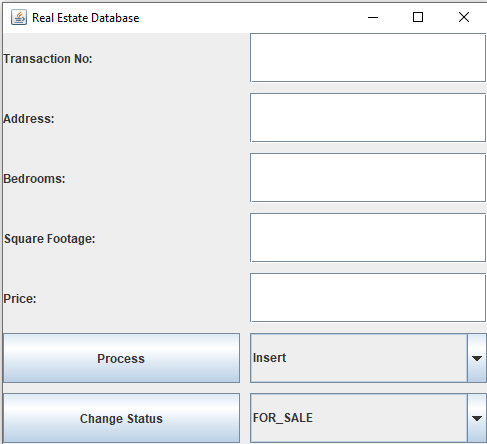 Real Estate Database
Transaction No:
Address:
Bedrooms:
Square Footage:
Price:
Process
Insert
Change Status
FOR_SALE